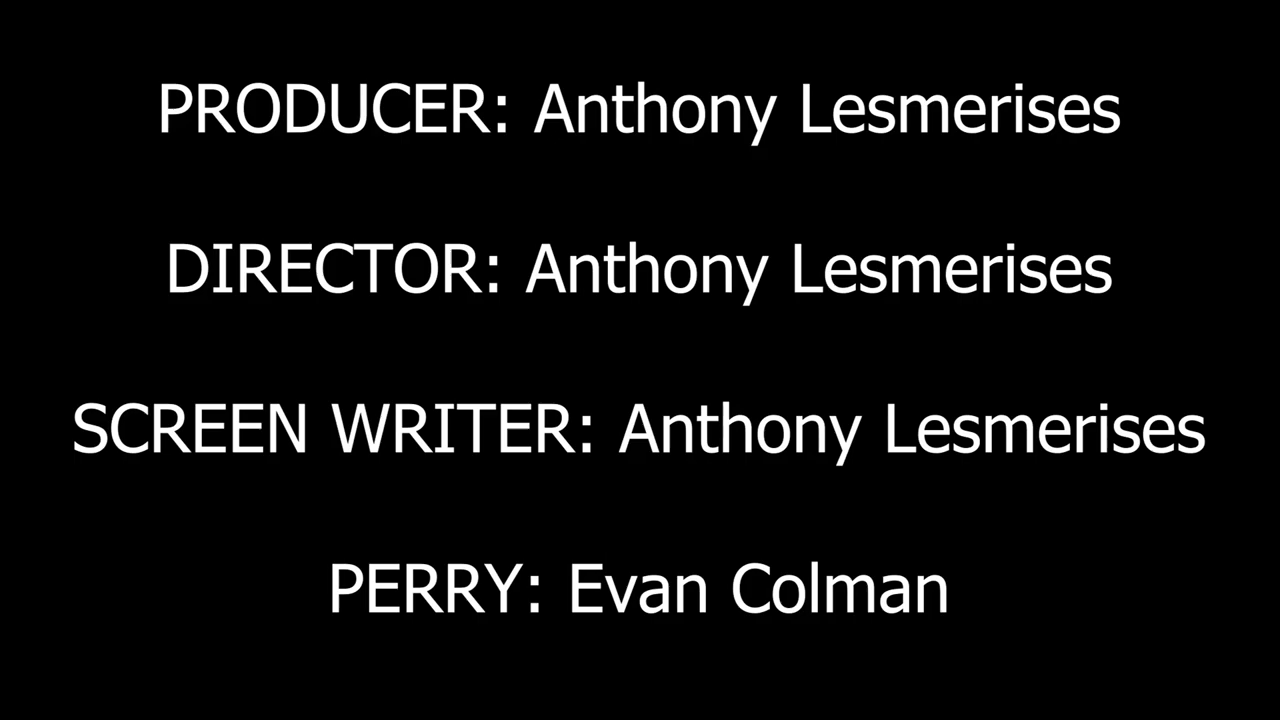 PRODUCER: Anthony Lesmerises
DIRECTOR: Anthony Lesmerises
SCREEN WRITER: Anthony Lesmerises
PERRY: Evan Colman